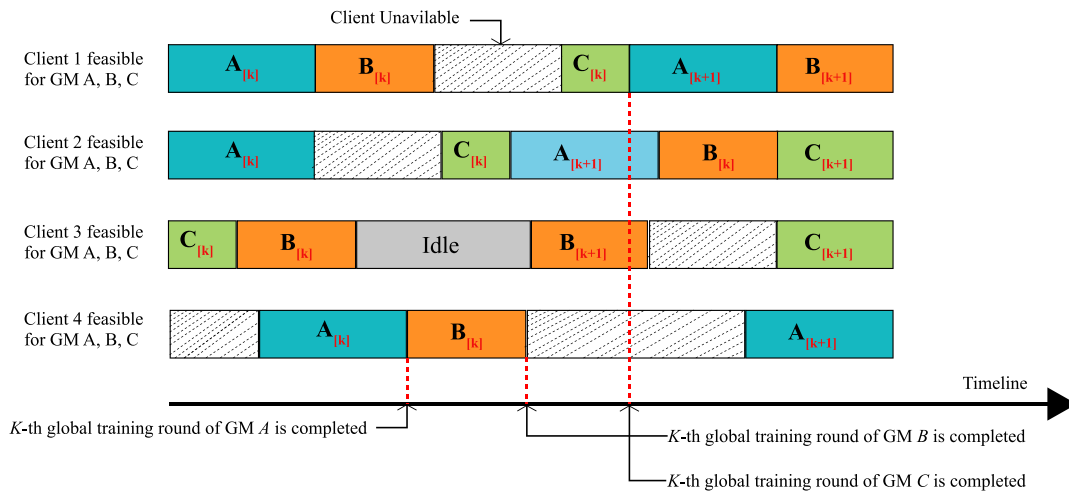 Client Unavilable
Client 1 feasible
for GM A, B, C
A[k] B[k] C[k] A[k+1] B[k+1]
Client 2 feasible
for GM A, B, C
A[k] C[k] A[k+1] B[k] C[k+1]
Client 3 feasible
for GM A, B, C
C[k] B[k] Idle B[k+1] C[k+1]
Client 4 feasible
for GM A, B, C
A[k] B[k] A[k+1]
Timeline
K-th global training round of GM A is completed
K-th global training round of GM B is completed
K-th global training round of GM C is completed